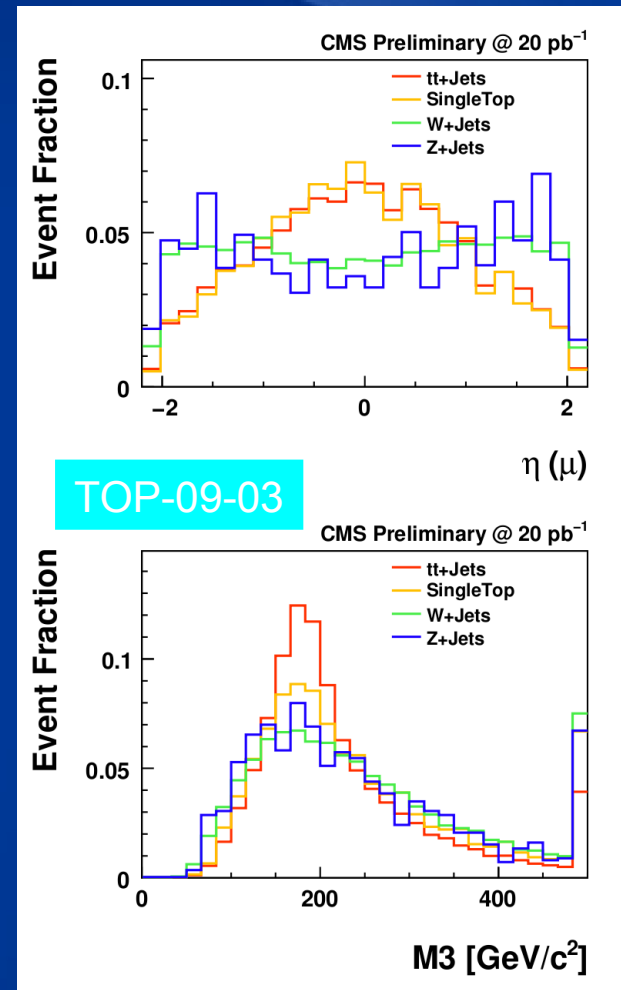 CMS Preliminary @ 20 pb⁻¹
Event Fraction
0.1
0.05
0
tt+Jets
SingleTop
W+Jets
Z+Jets
−2 0 2
η (μ)
TOP-09-03
CMS Preliminary @ 20 pb⁻¹
Event Fraction
0.1
0.05
0
tt+Jets
SingleTop
W+Jets
Z+Jets
0 200 400
M3 [GeV/c²]